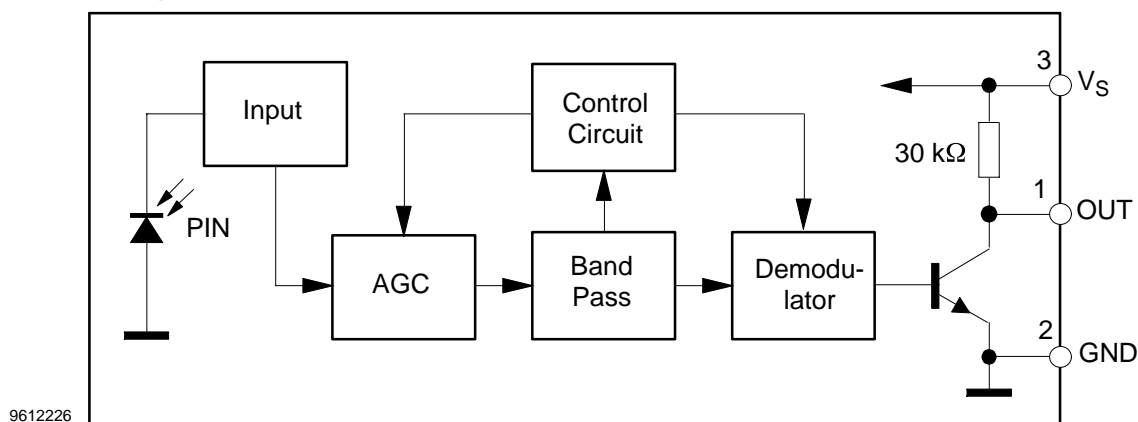 3
V_S
Input
Control
Circuit
30 kΩ
1
OUT
PIN
AGC
Band
Pass
Demodu-
lator
2
GND
9612226